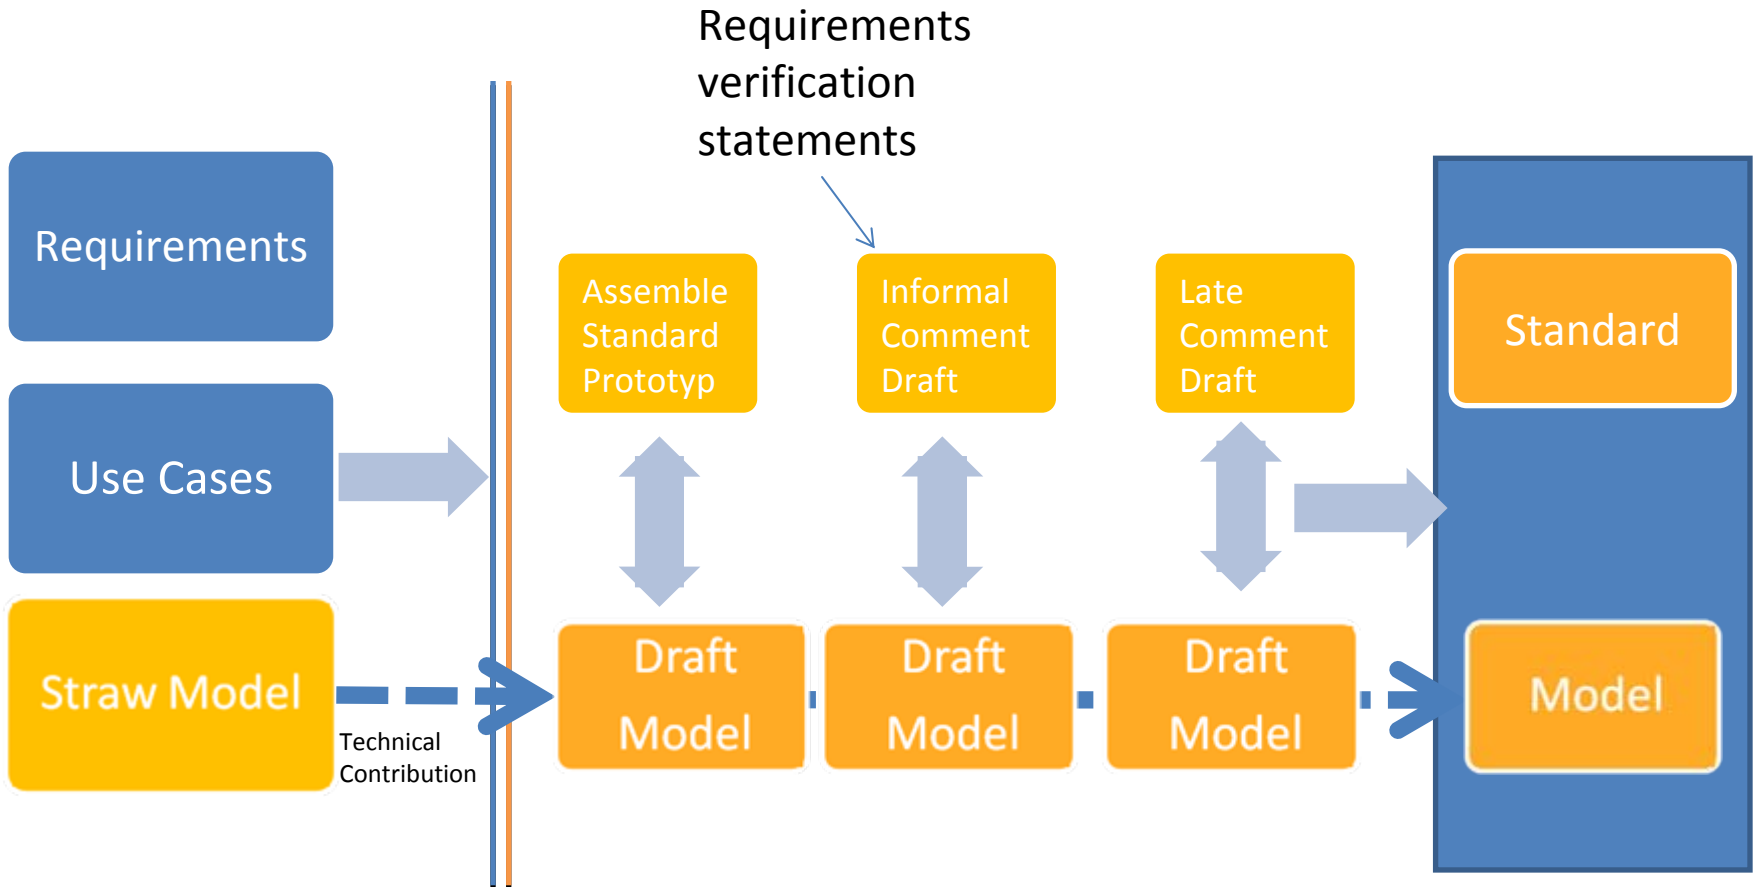 Requirements
verification
statements
Requirements
Use Cases
Straw Model
Technical
Contribution
Assemble
Standard
Prototyp
Informal
Comment
Draft
Late
Comment
Draft
Draft
Model
Draft
Model
Draft
Model
Standard
Model